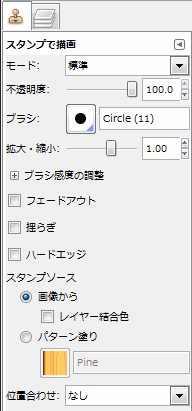 スタンプで描画
モード: 標準
不透明度: 100.0
ブラシ: Circle (11)
拡大・縮小: 1.00
ブラシ感度の調整
フェードアウト
揺らぎ
ハードエッジ
スタンプソース
画像から
レイヤー結合色
パターン塗り
Pine
位置合わせ: なし